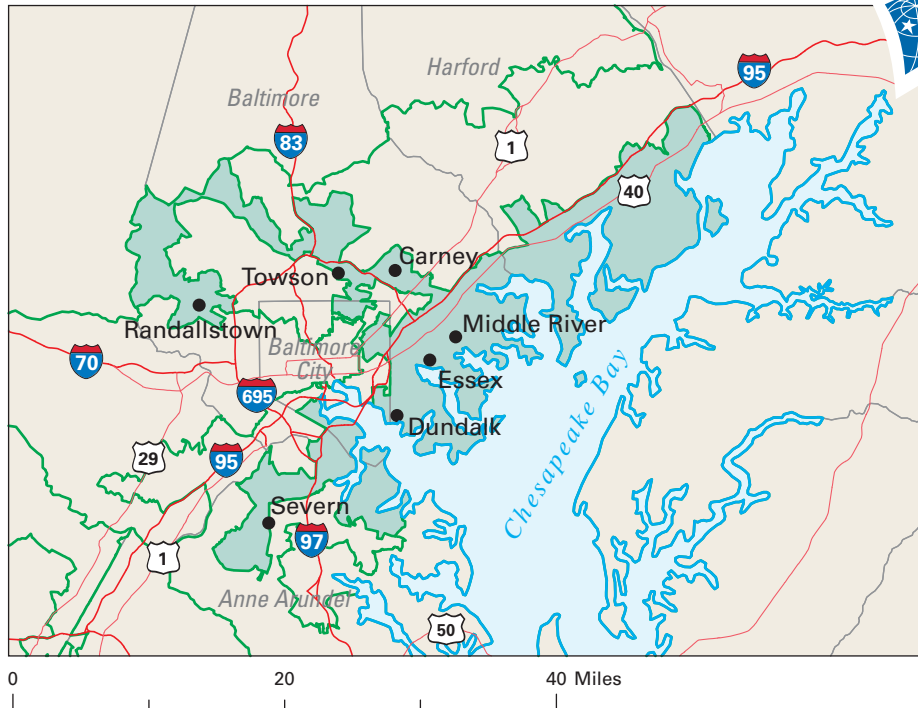 Harford
95
Baltimore
83
1
40
Carney
Towson
Randallstown
Middle River
Baltimore
City
70
Essex
695
Dundalk
Chesapeake Bay
29
95
Severn
97
1
Anne Arundel
50
0 20 40 Miles